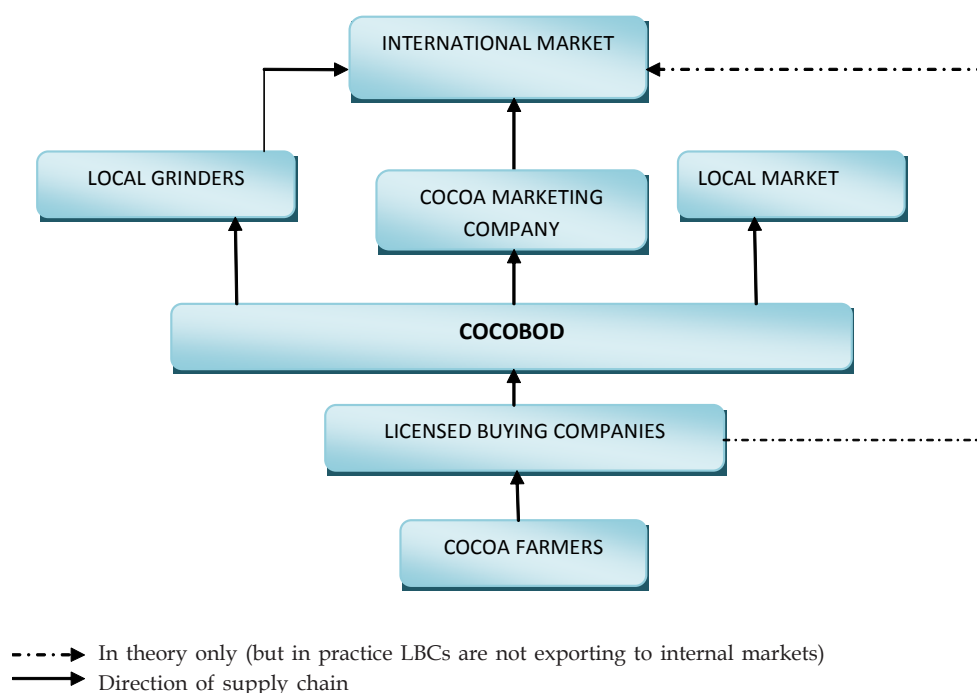 INTERNATIONAL MARKET
LOCAL GRINDERS
COCOA MARKETING
COMPANY
LOCAL MARKET
COCOBOD
LICENSED BUYING COMPANIES
COCOA FARMERS
In theory only (but in practice LBCs are not exporting to internal markets)
Direction of supply chain